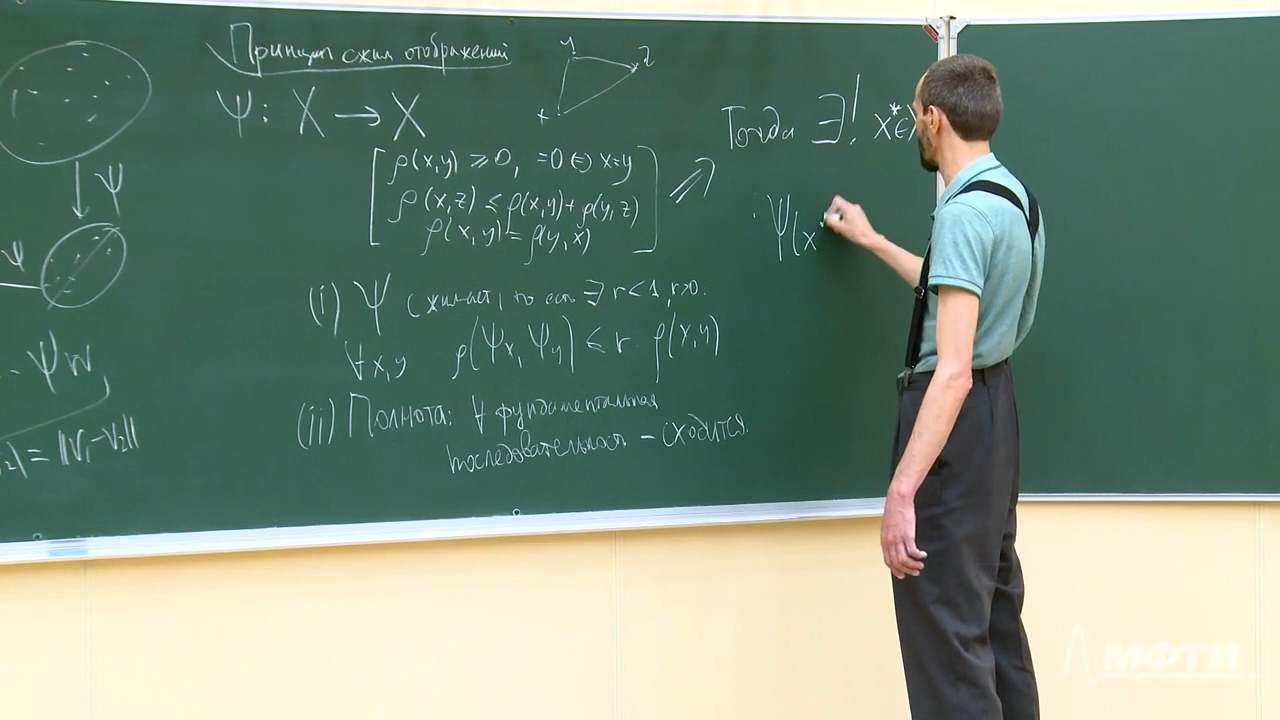 Принцип сжим отображений
Ψ: X → X
ρ(x,y) ⩾ 0, =0 ⇔ x=y
ρ(x,z) ≤ ρ(x,y) + ρ(y,z)
ρ(x,y) = ρ(y,x)
(i) Ψ сжимает, то есть ∃ r<1, r>0:
∀x,y ρ(Ψx, Ψy) ≤ r · ρ(x,y)
(ii) Полнота: ∀ фундаментальная
последовательность – сходится.
y
z
x
Тогда ∃! x*∈
Ψ(x
Ψ
Ψ
Ψw
= ||V₁-V₂||
МФТИ